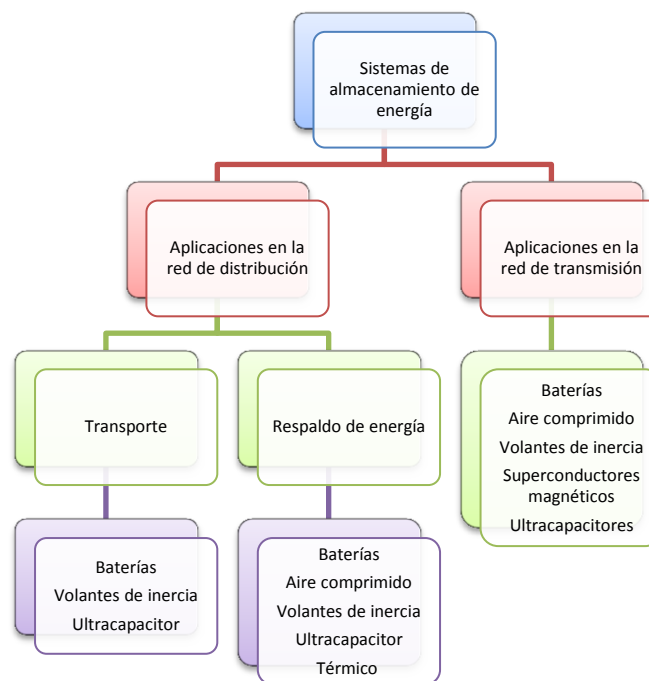 Sistemas de
almacenamiento de
energía
Aplicaciones en la
red de distribución
Aplicaciones en la
red de transmisión
Transporte
Respaldo de energía
Baterías
Aire comprimido
Volantes de inercia
Superconductores
magnéticos
Ultracapacitores
Baterías
Volantes de inercia
Ultracapacitor
Baterías
Aire comprimido
Volantes de inercia
Ultracapacitor
Térmico